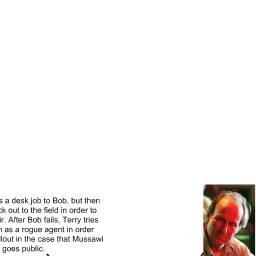 s a desk job to Bob, but then
k out to the field in order to
ir. After Bob fails, Terry tries
n as a rogue agent in order
llout in the case that Mussawi
goes public.